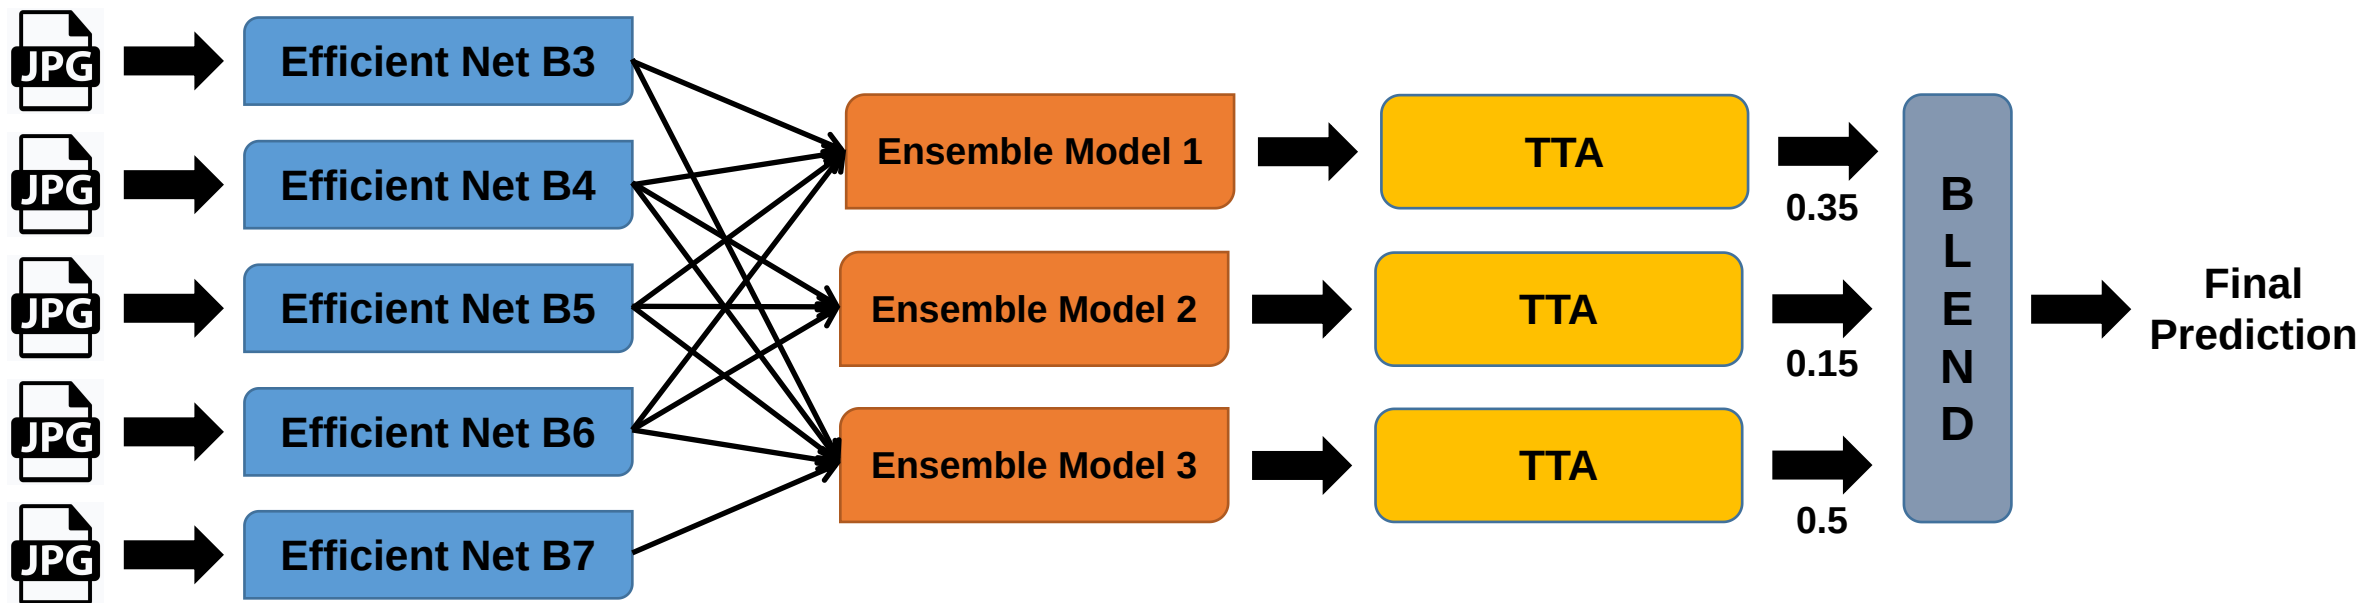 JPG
Efficient Net B3
JPG
Efficient Net B4
JPG
Efficient Net B5
JPG
Efficient Net B6
JPG
Efficient Net B7
Ensemble Model 1
Ensemble Model 2
Ensemble Model 3
TTA
TTA
TTA
0.35
0.15
0.5
B
L
E
N
D
Final
Prediction